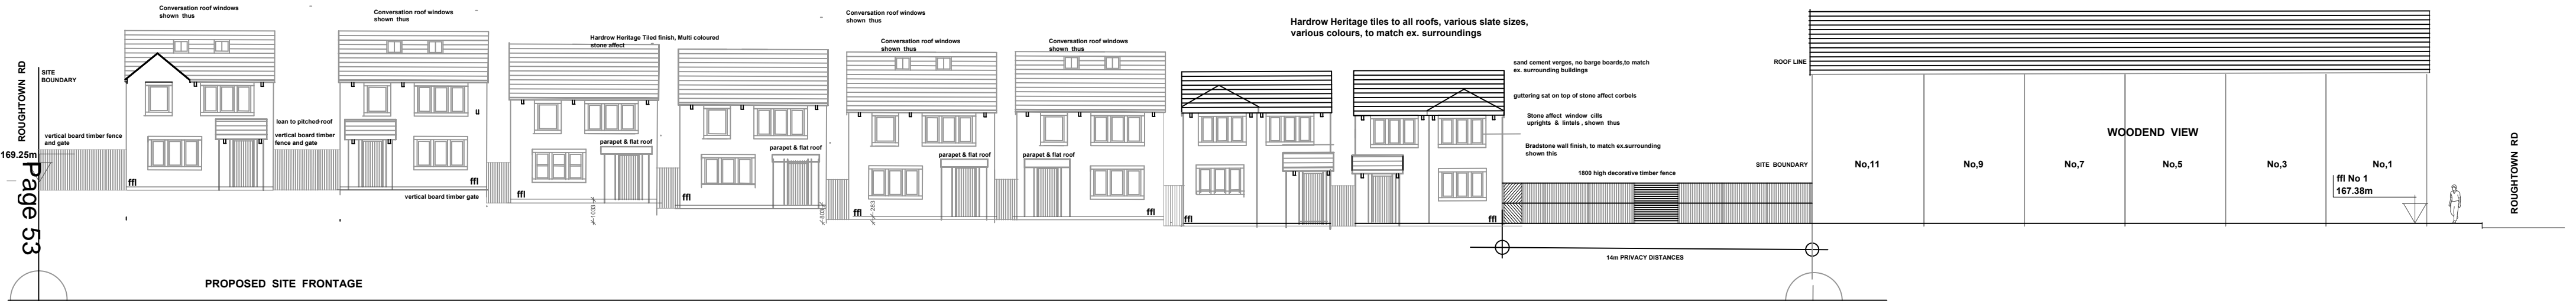 Conversation roof windows
shown thus
Conversation roof windows
shown thus
Conversation roof windows
shown thus
Hardrow Heritage tiles to all roofs, various slate sizes,
various colours, to match ex. surroundings
Hardrow Heritage Tiled finish, Multi coloured
stone affect
Conversation roof windows
shown thus
Conversation roof windows
shown thus
ROUGHTOWN RD
SITE
BOUNDARY
sand cement verges, no barge boards,to match
ex. surrounding buildings
ROOF LINE
guttering sat on top of stone affect corbels
Stone affect window cills
uprights & lintels , shown thus
lean to pitched roof
vertical board timber fence
and gate
vertical board timber
fence and gate
parapet & flat roof
parapet & flat roof
parapet & flat roof
parapet & flat roof
Bradstone wall finish, to match ex.surrounding
shown this
WOODEND VIEW
169.25m
SITE BOUNDARY
No,11
No,9
No,7
No,5
No,3
No,1
1800 high decorative timber fence
ffl No 1
167.38m
ROUGHTOWN RD
Page 53
ffl
ffl
ffl
ffl
ffl
ffl
ffl
ffl
vertical board timber gate
1033
800
283
14m PRIVACY DISTANCES
PROPOSED SITE FRONTAGE